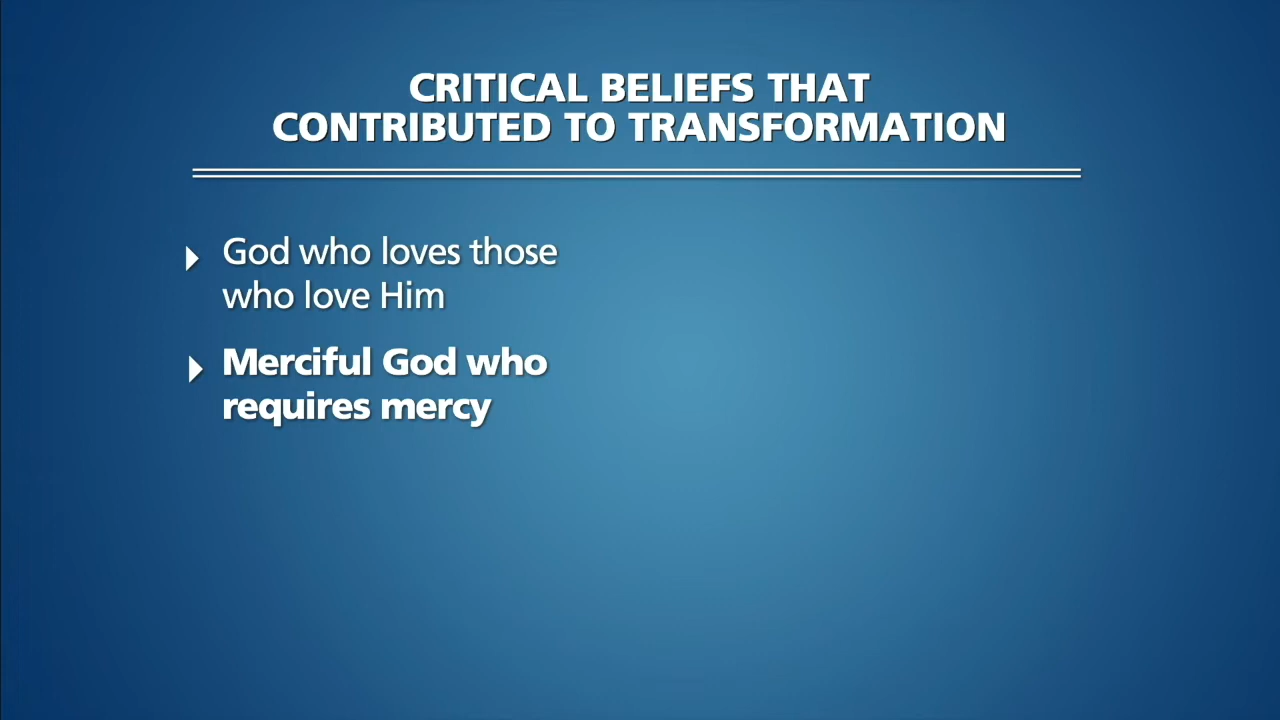 CRITICAL BELIEFS THAT
CONTRIBUTED TO TRANSFORMATION
God who loves those
who love Him
Merciful God who
requires mercy